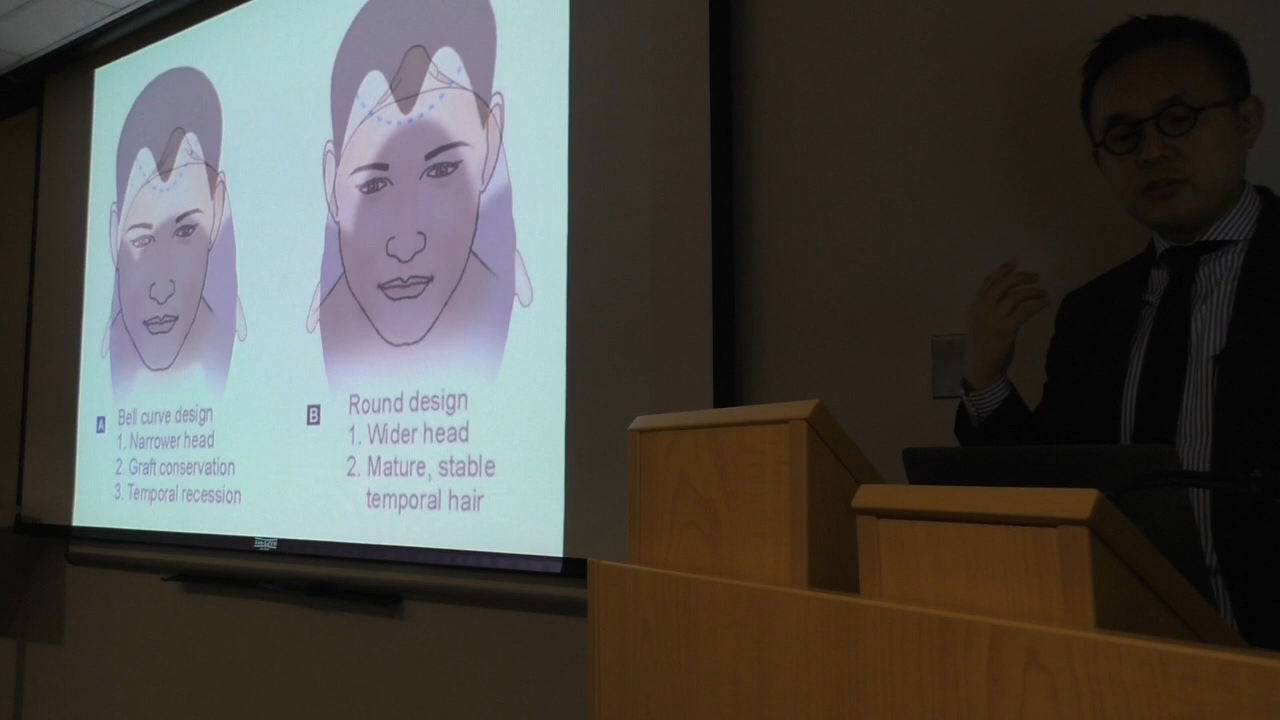 A Bell curve design
1. Narrower head
2. Graft conservation
3. Temporal recession
B Round design
1. Wider head
2. Mature, stable
temporal hair